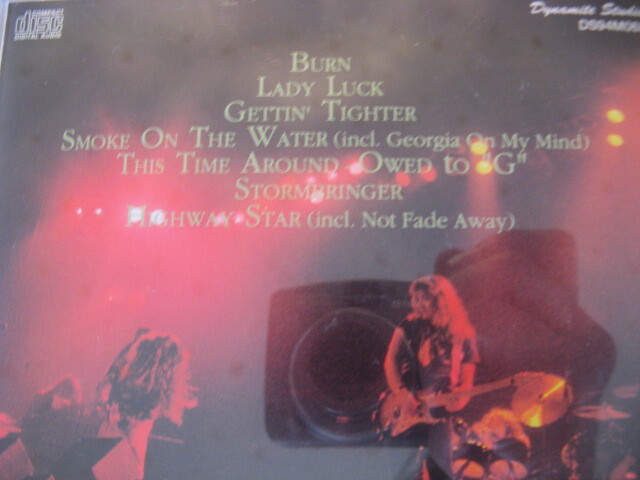 COMPACT
disc
DIGITAL AUDIO
Dynamite Studio
BURN
LADY LUCK
GETTIN' TIGHTER
SMOKE ON THE WATER (incl. Georgia On My Mind)
THIS TIME AROUND - OWED to "G"
STORMBRINGER
HIGHWAY STAR (incl. Not Fade Away)